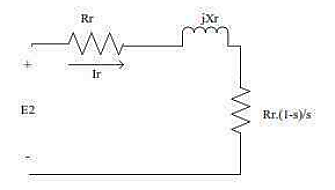 Rr
jXr
+
Ir
E2
Rr.(1-s)/s
-